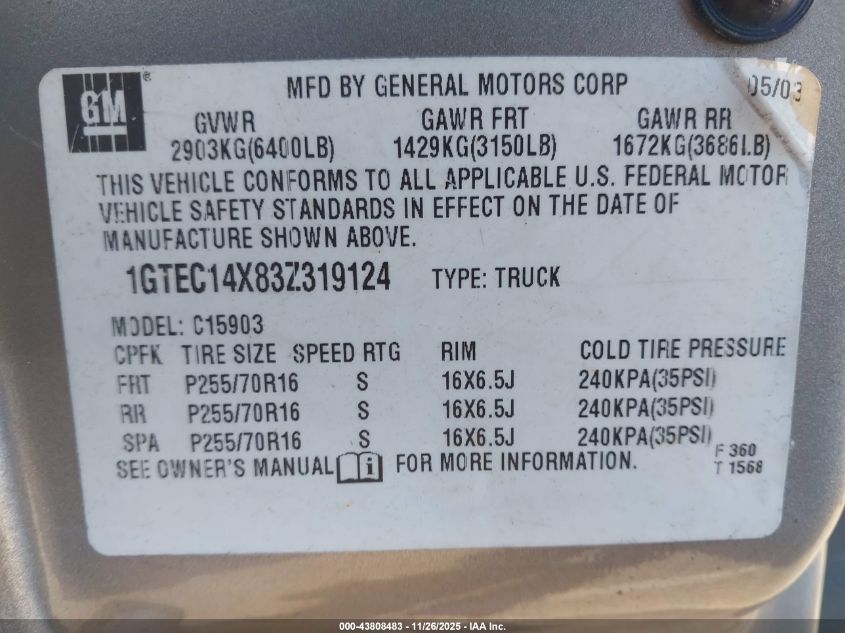 GM ®
MFD BY GENERAL MOTORS CORP 05/03
GVWR GAWR FRT GAWR RR
2903KG(6400LB) 1429KG(3150LB) 1672KG(3686LB)
THIS VEHICLE CONFORMS TO ALL APPLICABLE U.S. FEDERAL MOTOR
VEHICLE SAFETY STANDARDS IN EFFECT ON THE DATE OF
MANUFACTURE SHOWN ABOVE.
1GTEC14X83Z319124 TYPE: TRUCK
MODEL: C15903
CPFK TIRE SIZE SPEED RTG RIM COLD TIRE PRESSURE
FRT P255/70R16 S 16X6.5J 240KPA(35PSI)
RR P255/70R16 S 16X6.5J 240KPA(35PSI)
SPA P255/70R16 S 16X6.5J 240KPA(35PSI)
F 360
SEE OWNER'S MANUAL i FOR MORE INFORMATION.
T 1568
000-43808483 | 11/26/2025 - IAA Inc.